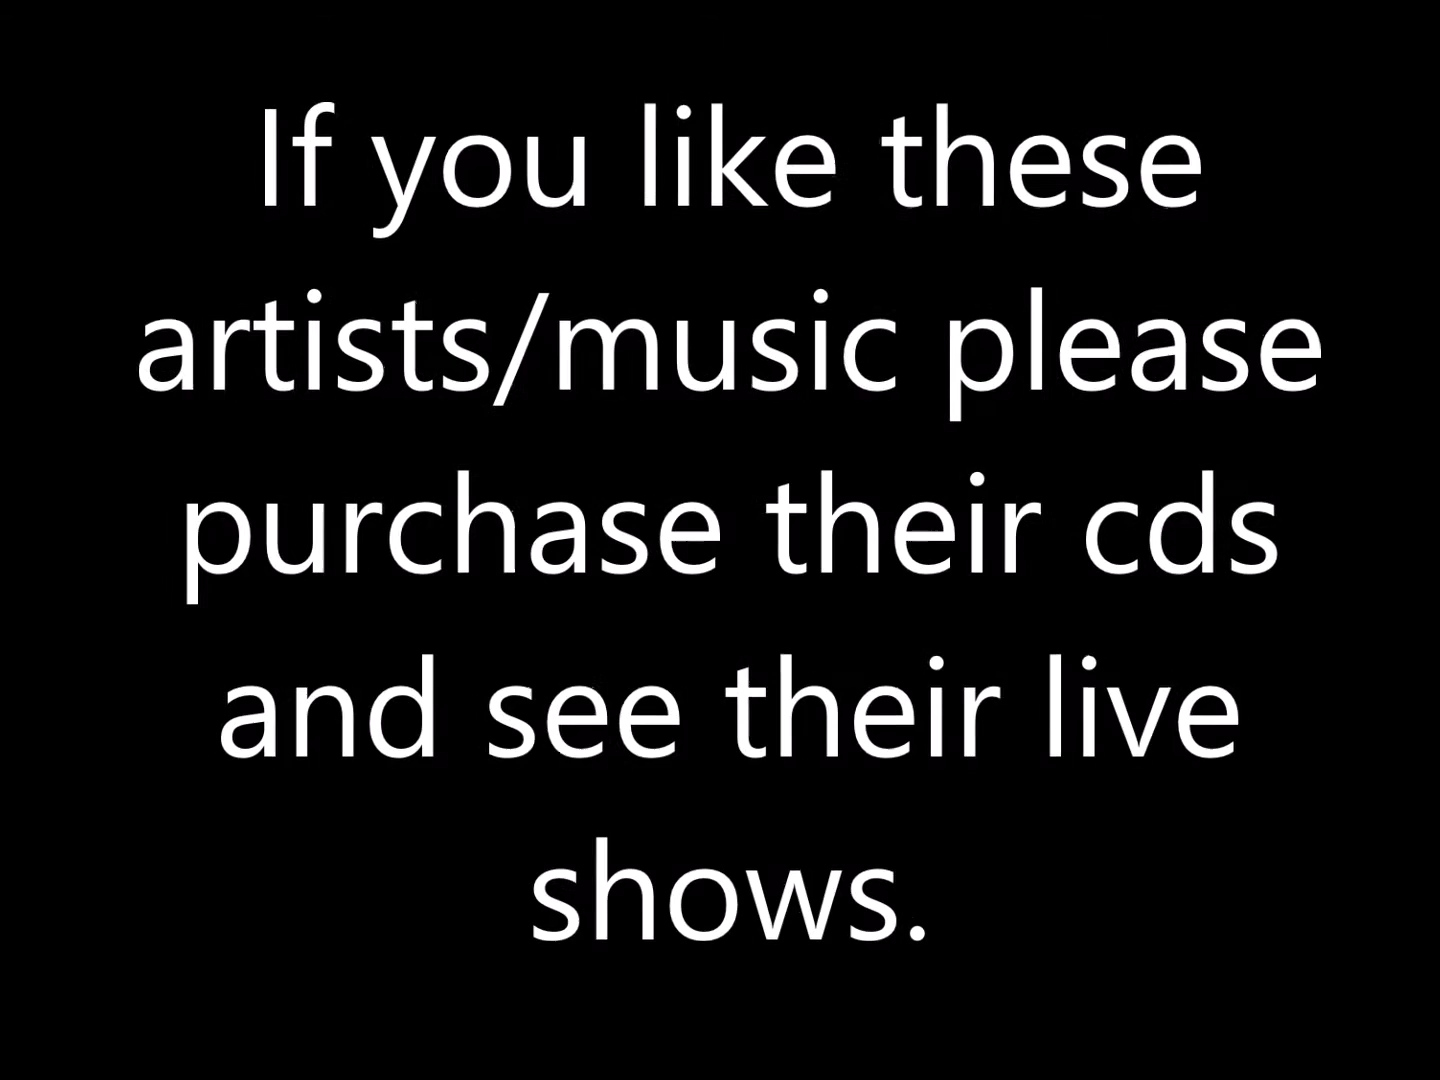 If you like these
artists/music please
purchase their cds
and see their live
shows.